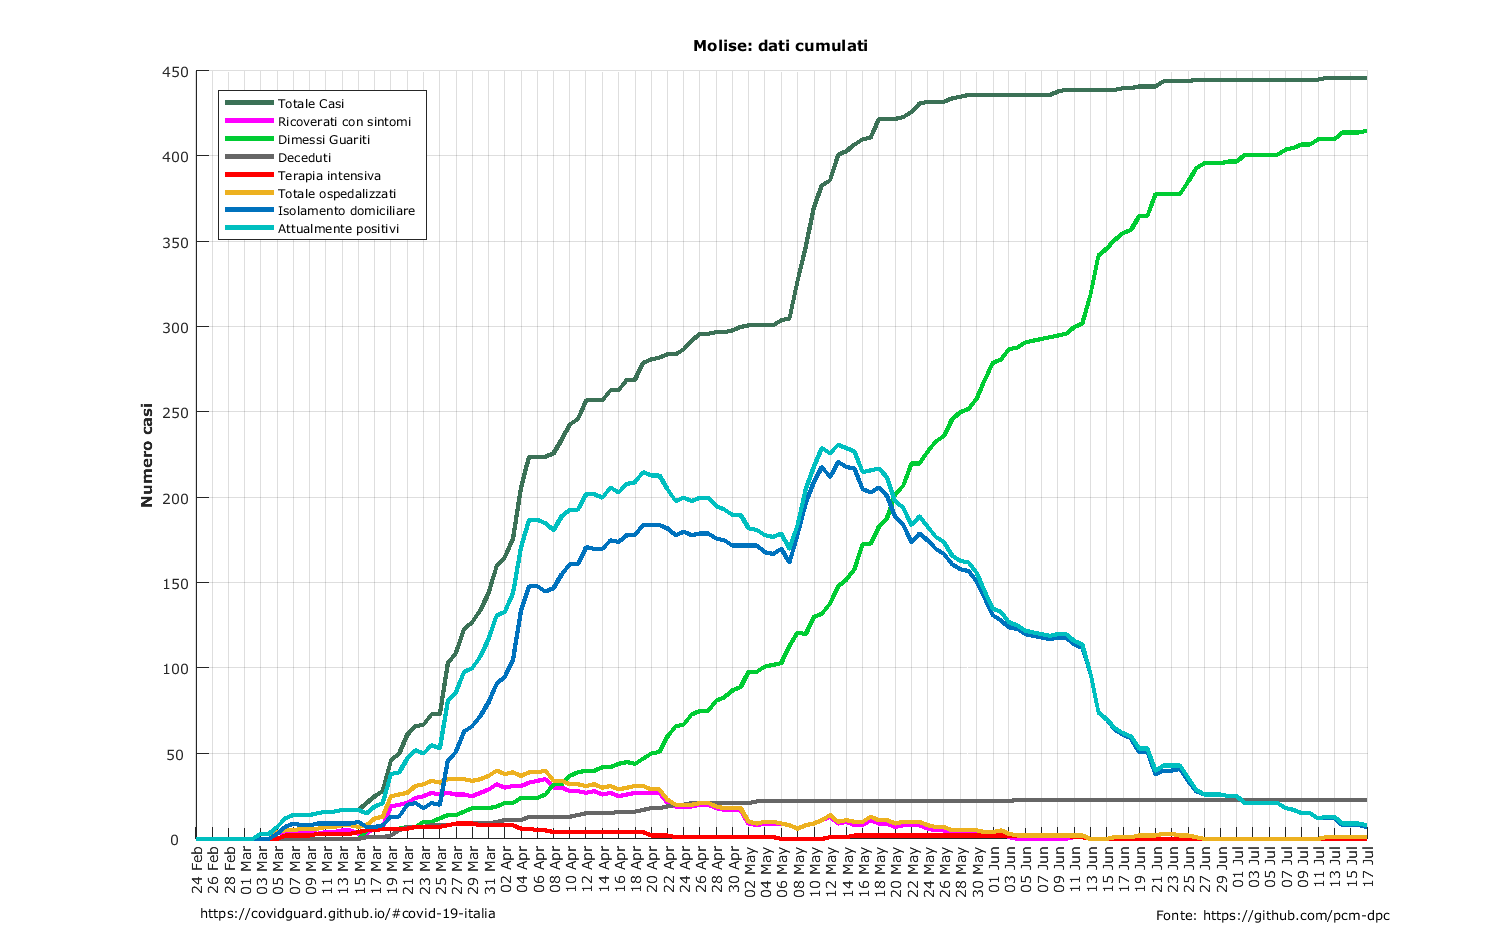 Molise: dati cumulati
450
400
350
300
250
200
150
100
50
0
Numero casi
Totale Casi
Ricoverati con sintomi
Dimessi Guariti
Deceduti
Terapia intensiva
Totale ospedalizzati
Isolamento domiciliare
Attualmente positivi
24 Feb
26 Feb
28 Feb
01 Mar
03 Mar
05 Mar
07 Mar
09 Mar
11 Mar
13 Mar
15 Mar
17 Mar
19 Mar
21 Mar
23 Mar
25 Mar
27 Mar
29 Mar
31 Mar
02 Apr
04 Apr
06 Apr
08 Apr
10 Apr
12 Apr
14 Apr
16 Apr
18 Apr
20 Apr
22 Apr
24 Apr
26 Apr
28 Apr
30 Apr
02 May
04 May
06 May
08 May
10 May
12 May
14 May
16 May
18 May
20 May
22 May
24 May
26 May
28 May
30 May
01 Jun
03 Jun
05 Jun
07 Jun
09 Jun
11 Jun
13 Jun
15 Jun
17 Jun
19 Jun
21 Jun
23 Jun
25 Jun
27 Jun
29 Jun
01 Jul
03 Jul
05 Jul
07 Jul
09 Jul
11 Jul
13 Jul
15 Jul
17 Jul
https://covidguard.github.io/#covid-19-italia
Fonte: https://github.com/pcm-dpc